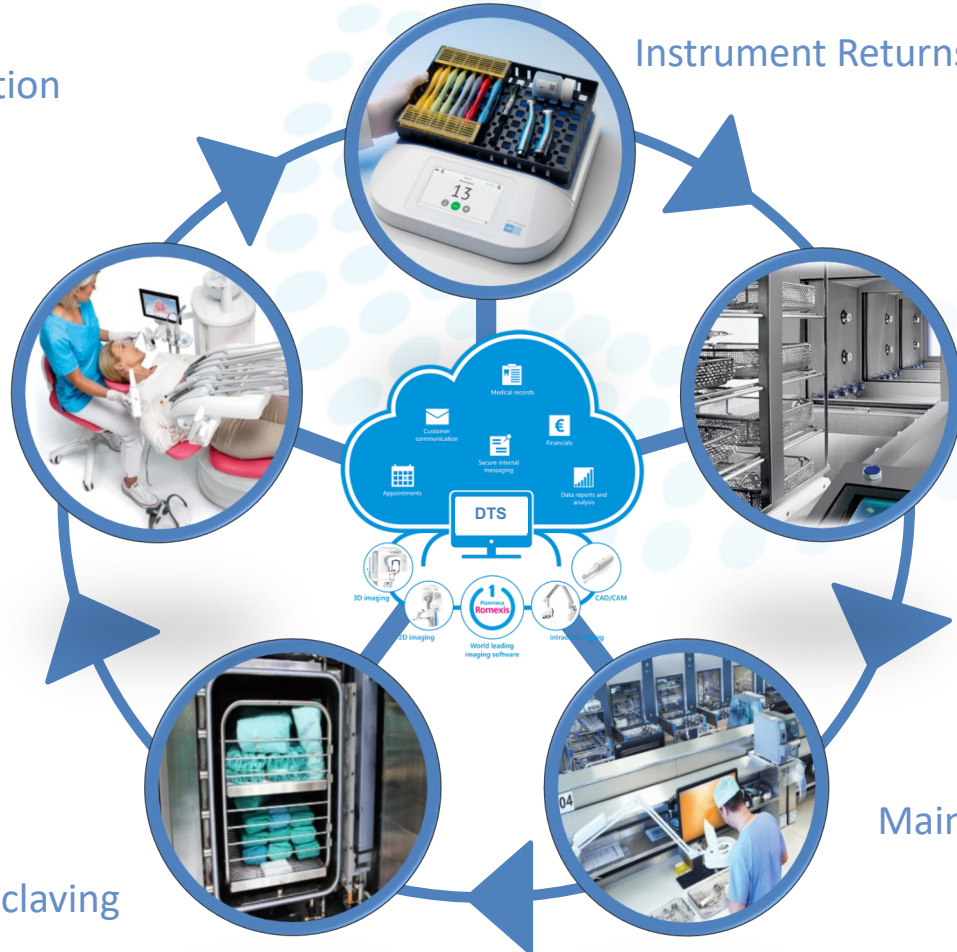 tion
Instrument Returns
13
Medical records
Customer
communication
Financials
€
Secure internal
messaging
Appointments
Data reports and
analysis
DTS
3D imaging
2D imaging
1
Planmeca
Romexis
World leading
imaging software
CAD/CAM
04
Main
claving